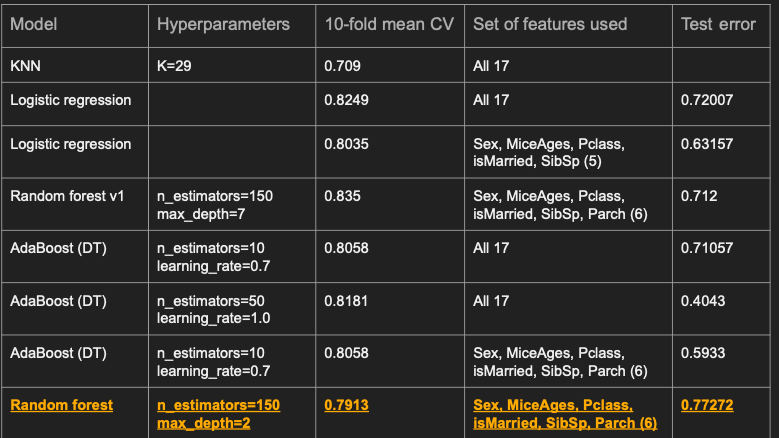 Model Hyperparameters 10-fold mean CV Set of features used Test error
KNN K=29 0.709 All 17
Logistic regression 0.8249 All 17 0.72007
Logistic regression 0.8035 Sex, MiceAges, Pclass, 0.63157
isMarried, SibSp (5)
Random forest v1 n_estimators=150 0.835 Sex, MiceAges, Pclass, 0.712
max_depth=7 isMarried, SibSp, Parch (6)
AdaBoost (DT) n_estimators=10 0.8058 All 17 0.71057
learning_rate=0.7
AdaBoost (DT) n_estimators=50 0.8181 All 17 0.4043
learning_rate=1.0
AdaBoost (DT) n_estimators=10 0.8058 Sex, MiceAges, Pclass, 0.5933
learning_rate=0.7 isMarried, SibSp, Parch (6)
Random forest n_estimators=150 0.7913 Sex, MiceAges, Pclass, 0.77272
max_depth=2 isMarried, SibSp, Parch (6)